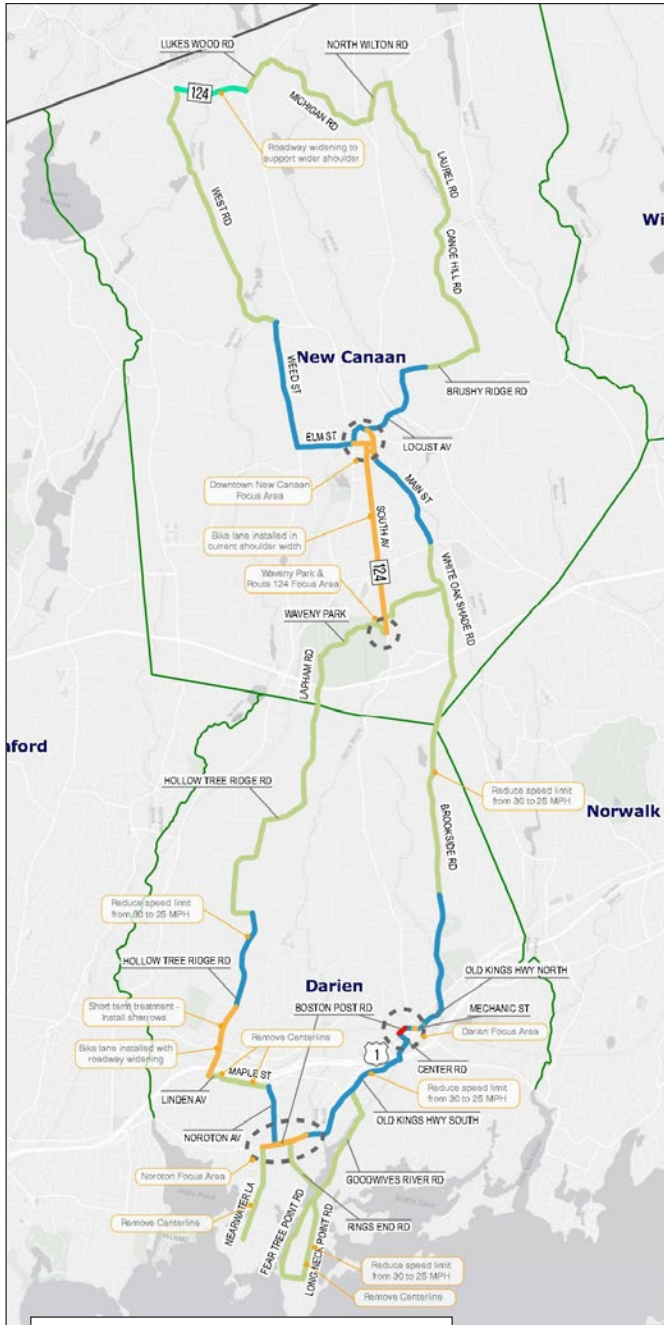 LUKES WOOD RD
NORTH WILTON RD
124
MICHIGAN RD
Roadway widening to
support wider shoulder
LAUREL RD
WEST RD
CANOE HILL RD
Wi
WEED ST
New Canaan
BRUSHY RIDGE RD
ELM ST
LOCUST AV
Downtown New Canaan
Focus Area
MAIN ST
SOUTH AV
Bike lane installed in
current shoulder width
124
Waveny Park &
Route 124 Focus Area
WHITE OAK SHADE RD
WAVENY PARK
LAPHAM RD
nford
HOLLOW TREE RIDGE RD
Reduce speed limit
from 30 to 25 MPH
Norwalk
BROOKSIDE RD
Reduce speed limit
from 30 to 25 MPH
HOLLOW TREE RIDGE RD
OLD KINGS HWY NORTH
Darien
Short term treatment -
Install sharrows
BOSTON POST RD
MECHANIC ST
Darien Focus Area
Bike lane installed with
roadway widening
Remove Centerline
1
CENTER RD
MAPLE ST
LINDEN AV
Reduce speed limit
from 30 to 25 MPH
NOROTON AV
OLD KINGS HWY SOUTH
Noroton Focus Area
GOODWIVES RIVER RD
NEARWATER LA
Remove Centerline
RINGS END RD
FEAR TREE POINT RD
LONG NECK POINT RD
Reduce speed limit
from 30 to 25 MPH
Remove Centerline